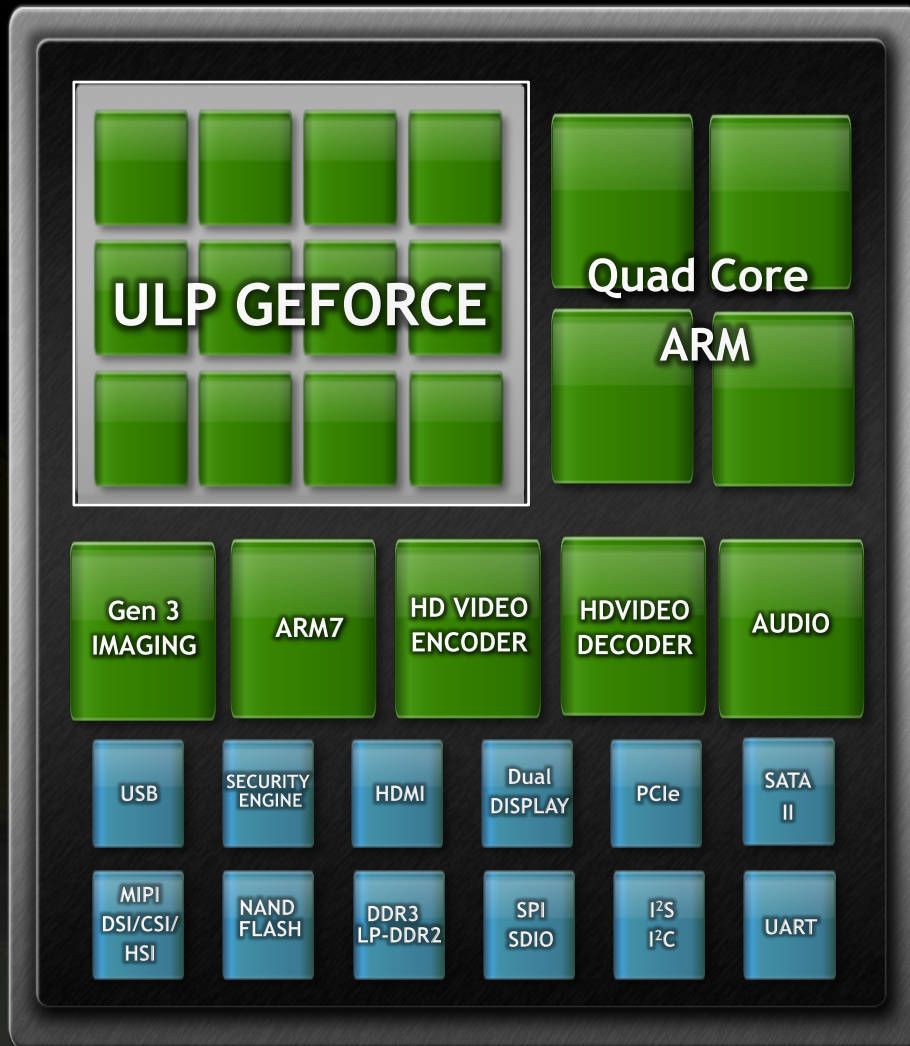 ULP GEFORCE
Quad Core
ARM
Gen 3
IMAGING
ARM7
HD VIDEO
ENCODER
HDVIDEO
DECODER
AUDIO
USB
SECURITY
ENGINE
HDMI
Dual
DISPLAY
PCIe
SATA
II
MIPI
DSI/CSI/
HSI
NAND
FLASH
DDR3
LP-DDR2
SPI
SDIO
I²S
I²C
UART